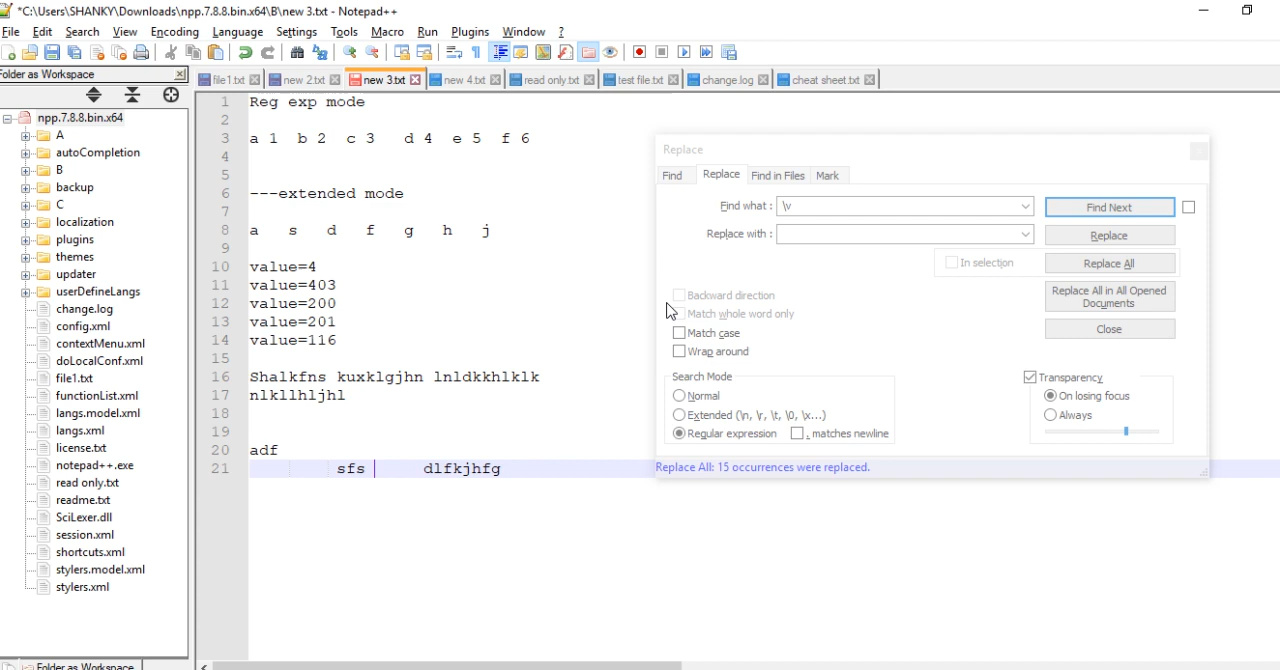 *C:\Users\SHANKY\Downloads\npp.7.8.8.bin.x64\B\new 3.txt - Notepad++
File Edit Search View Encoding Language Settings Tools Macro Run Plugins Window ?
Folder as Workspace
file1.txt new 2.txt new 3.txt new 4.txt read only.txt test file.txt change.log cheat sheet.txt
npp.7.8.8.bin.x64
A
autoCompletion
B
backup
C
localization
plugins
themes
updater
userDefineLangs
change.log
config.xml
contextMenu.xml
doLocalConf.xml
file1.txt
functionList.xml
langs.model.xml
langs.xml
license.txt
notepad++.exe
read only.txt
readme.txt
SciLexer.dll
session.xml
shortcuts.xml
stylers.model.xml
stylers.xml
Folder as Workspace
1 Reg exp mode
2
3 a 1 b 2 c 3 d 4 e 5 f 6
4
5
6 ---extended mode
7
8 a s d f g h j
9
10 value=4
11 value=403
12 value=200
13 value=201
14 value=116
15
16 Shalkfns kuxklgjhn lnldkkhlklk
17 nlkllhljhl
18
19
20 adf
21 sfs dlfkjhfg
Replace
Find Replace Find in Files Mark
Find what : \v Find Next
Replace with : Replace
In selection Replace All
Backward direction Replace All in All Opened
Documents
Match whole word only
Match case Close
Wrap around
Search Mode
Normal
Extended (\n, \r, \t, \0, \x...)
Regular expression . matches newline
Transparency
On losing focus
Always
Replace All: 15 occurrences were replaced.